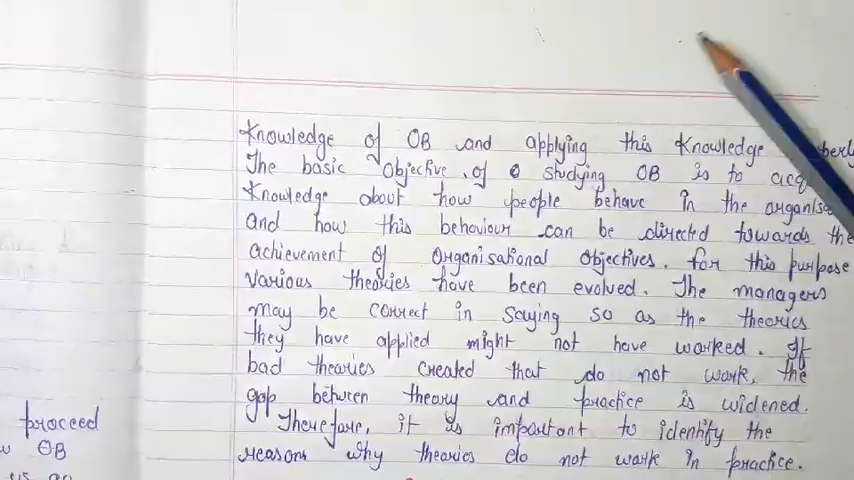 Knowledge of OB and applying this Knowledge
The basic Objective of studying OB is to
Knowledge about how people behave in the
and how this behaviour can be directed towards the
achievement of Organisational Objectives. for this purpose
various theories have been evolved. The managers
may be correct in saying so as the theories
they have applied might not have worked. If
bad theories created that do not work, the
gap between theory and practice is widened.
Therefore, it is important to identify the
reasons why theories do not work in practice.
proceed
OB